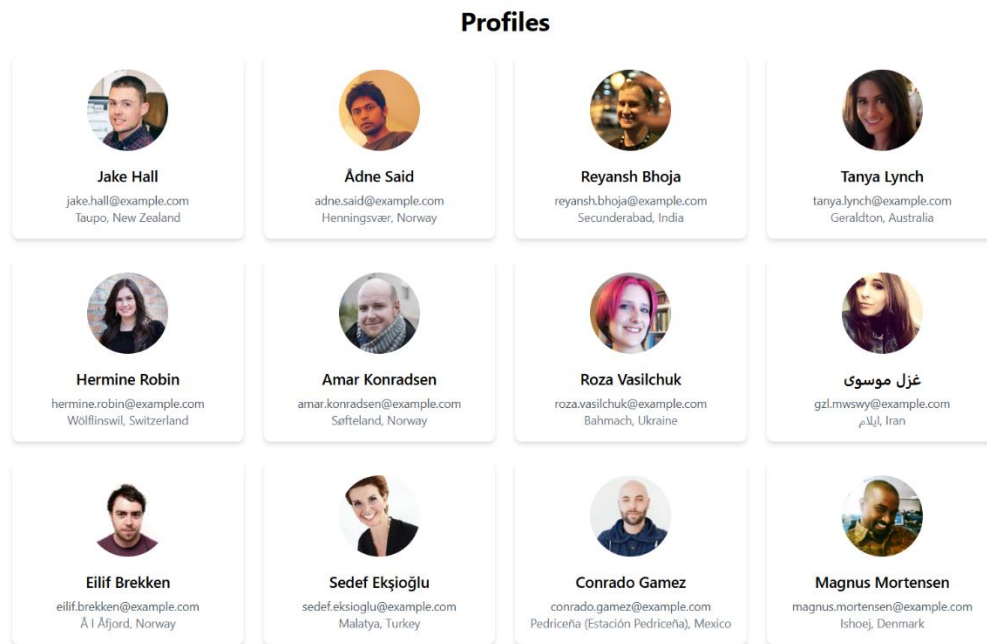 Profiles
Jake Hall
jake.hall@example.com
Taupo, New Zealand
Ådne Said
adne.said@example.com
Henningsvær, Norway
Reyansh Bhoja
reyansh.bhoja@example.com
Secunderabad, India
Tanya Lynch
tanya.lynch@example.com
Geraldton, Australia
Hermine Robin
hermine.robin@example.com
Wölflinswil, Switzerland
Amar Konradsen
amar.konradsen@example.com
Søfteland, Norway
Roza Vasilchuk
roza.vasilchuk@example.com
Bahmach, Ukraine
غزل موسوی
gzl.mwswy@example.com
ایلام, Iran
Eilif Brekken
eilif.brekken@example.com
Å I Åfjord, Norway
Sedef Ekşioğlu
sedef.eksioglu@example.com
Malatya, Turkey
Conrado Gamez
conrado.gamez@example.com
Pedriceña (Estación Pedriceña), Mexico
Magnus Mortensen
magnus.mortensen@example.com
Ishoej, Denmark